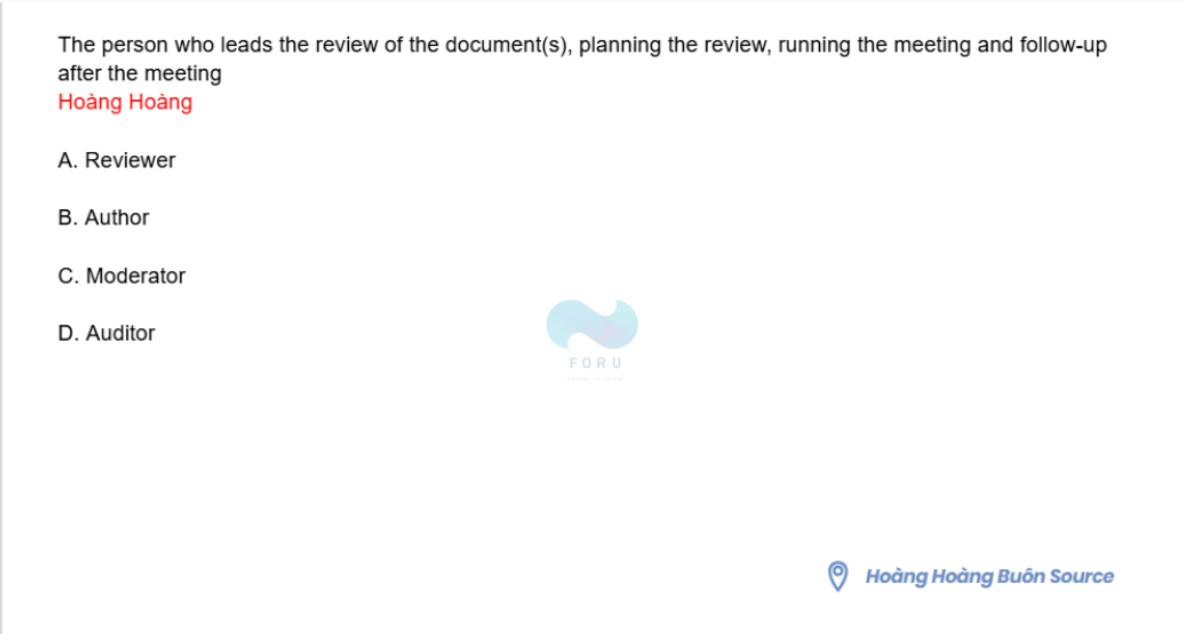 The person who leads the review of the document(s), planning the review, running the meeting and follow-up
after the meeting
Hoàng Hoàng
A. Reviewer
B. Author
C. Moderator
D. Auditor
FORU
Hoàng Hoàng Buôn Source